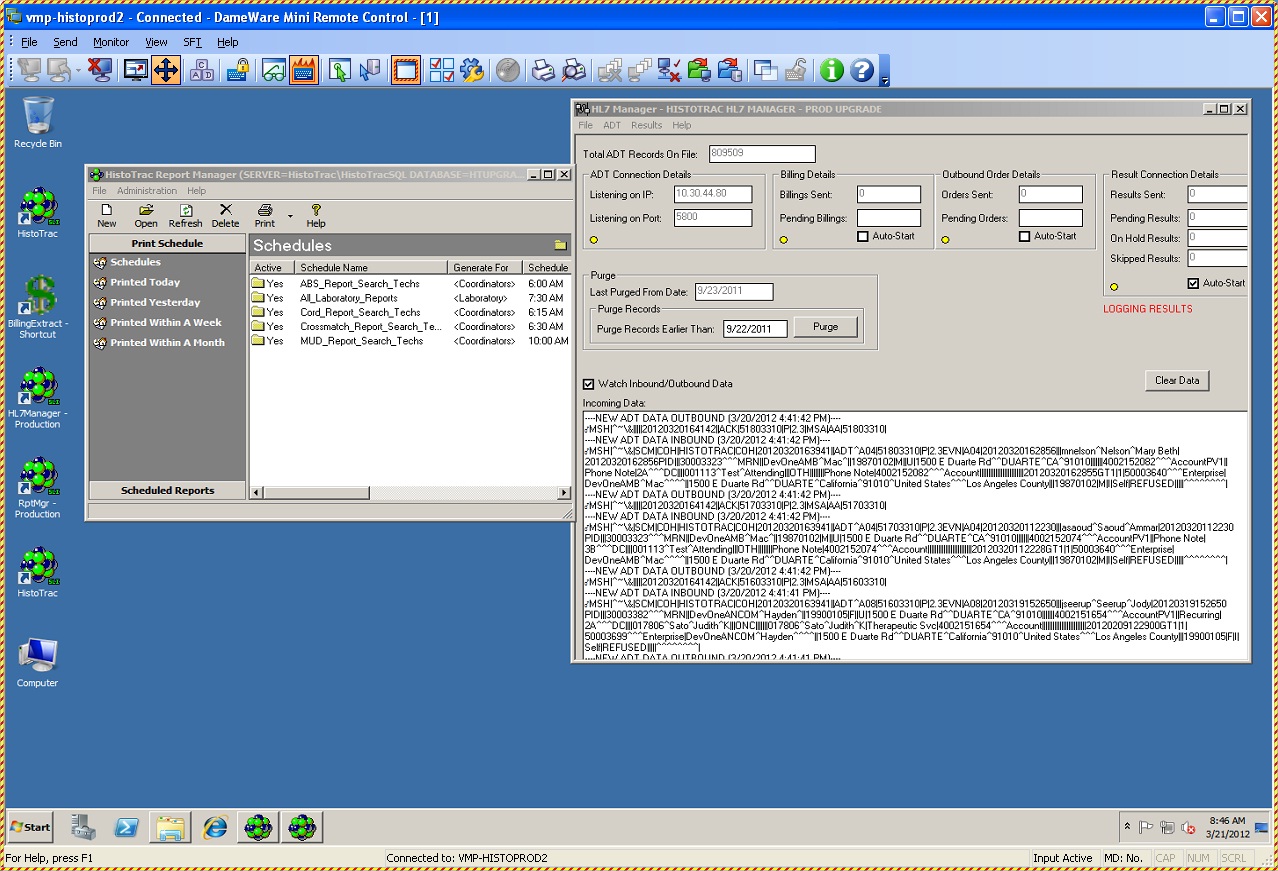 vmp-histoprod2 - Connected - DameWare Mini Remote Control - [1]
File Send Monitor View SFT Help
Recycle Bin
HistoTrac
BillingExtract - Shortcut
HL7Manager - Production
RptMgr - Production
HistoTrac
Computer
HistoTrac Report Manager (SERVER=HistoTrac\HistoTracSQL DATABASE=HTUPGRA...
File Administration Help
New Open Refresh Delete Print Help
Print Schedule
Schedules
Printed Today
Printed Yesterday
Printed Within A Week
Printed Within A Month
Scheduled Reports
Schedules
Active Schedule Name Generate For Schedule
Yes ABS_Report_Search_Techs <Coordinators> 6:00 AM
Yes All_Laboratory_Reports <Laboratory> 7:30 AM
Yes Cord_Report_Search_Techs <Coordinators> 6:15 AM
Yes Crossmatch_Report_Search_Te... <Coordinators> 6:30 AM
Yes MUD_Report_Search_Techs <Coordinators> 10:00 AM
HL7 Manager - HISTOTRAC HL7 MANAGER - PROD UPGRADE
File ADT Results Help
Total ADT Records On File: 809509
ADT Connection Details
Listening on IP: 10.30.44.80
Listening on Port: 5800
Billing Details
Billings Sent: 0
Pending Billings:
Auto-Start
Outbound Order Details
Orders Sent: 0
Pending Orders:
Auto-Start
Result Connection Details
Results Sent: 0
Pending Results: 0
On Hold Results: 0
Skipped Results: 0
Auto-Start
LOGGING RESULTS
Purge
Last Purged From Date: 9/23/2011
Purge Records
Purge Records Earlier Than: 9/22/2011 Purge
Watch Inbound/Outbound Data
Clear Data
Incoming Data:
----NEW ADT DATA OUTBOUND (3/20/2012 4:41:42 PM)----
:/MSH|^~\&|||||20120320164142||ACK|51803310|P|2.3|MSA|AA|51803310|
----NEW ADT DATA INBOUND (3/20/2012 4:41:42 PM)----
:/MSH|^~\&|SCM|COH|HISTOTRAC|COH|20120320163941||ADT^A04|51803310|P|2.3EVN|A04|20120320162856|||mnelson^Nelson^Mary Beth|
20120320162856PID|||30003323^^^MRN||DevOneAMB^Mac^||19870102|M||U|1500 E Duarte Rd^^DUARTE^CA^91010||||||4002152082^^^AccountPV1||
Phone Note|2A^^^DC||||001113^Test^Attending|||OTH|||||||Phone Note|4002152082^^^Account|||||||||||||||||||||||20120320162855GT1|1|50003640^^^Enterprise|
DevOneAMB^Mac^^^^||1500 E Duarte Rd^^DUARTE^California^91010^United States^^^Los Angeles County|||19870102|M||Self|REFUSED||||^^^^^^^^|
----NEW ADT DATA OUTBOUND (3/20/2012 4:41:42 PM)----
:/MSH|^~\&|||||20120320164142||ACK|51703310|P|2.3|MSA|AA|51703310|
----NEW ADT DATA INBOUND (3/20/2012 4:41:42 PM)----
:/MSH|^~\&|SCM|COH|HISTOTRAC|COH|20120320163941||ADT^A04|51703310|P|2.3EVN|A04|20120320112230|||asaoud^Saoud^Ammar|20120320112230
PID|||30003323^^^MRN||DevOneAMB^Mac^||19870102|M||U|1500 E Duarte Rd^^DUARTE^CA^91010||||||4002152074^^^AccountPV1||Phone Note|
3B^^^DC||||001113^Test^Attending|||OTH|||||||Phone Note|4002152074^^^Account|||||||||||||||||||||||20120320112228GT1|1|50003640^^^Enterprise|
DevOneAMB^Mac^^^^||1500 E Duarte Rd^^DUARTE^California^91010^United States^^^Los Angeles County|||19870102|M||Self|REFUSED||||^^^^^^^^|
----NEW ADT DATA OUTBOUND (3/20/2012 4:41:42 PM)----
:/MSH|^~\&|||||20120320164142||ACK|51603310|P|2.3|MSA|AA|51603310|
----NEW ADT DATA INBOUND (3/20/2012 4:41:41 PM)----
:/MSH|^~\&|SCM|COH|HISTOTRAC|COH|20120320163941||ADT^A08|51603310|P|2.3EVN|A08|20120319152650|||jseerup^Seerup^Jody|20120319152650
PID|||30003382^^^MRN||DevOneANCOM^Hayden^||19900105|F||U|1500 E Duarte Rd^^DUARTE^CA^91010||||||4002151654^^^AccountPV1||Recurring|
2A^^^DC||||017806^Sato^Judith^K|||ONC|||||||017806^Sato^Judith^K|Therapeutic Svc|4002151654^^^Account|||||||||||||||||||||||20120209122900GT1|1|
50003699^^^Enterprise|DevOneANCOM^Hayden^^^^||1500 E Duarte Rd^^DUARTE^California^91010^United States^^^Los Angeles County|||19900105|F||
Self|REFUSED||||^^^^^^^^|
----NEW ADT DATA OUTBOUND (3/20/2012 4:41:41 PM)----
Start
8:46 AM
3/21/2012
For Help, press F1 Connected to: VMP-HISTOPROD2 Input Active MD: No. CAP NUM SCRL